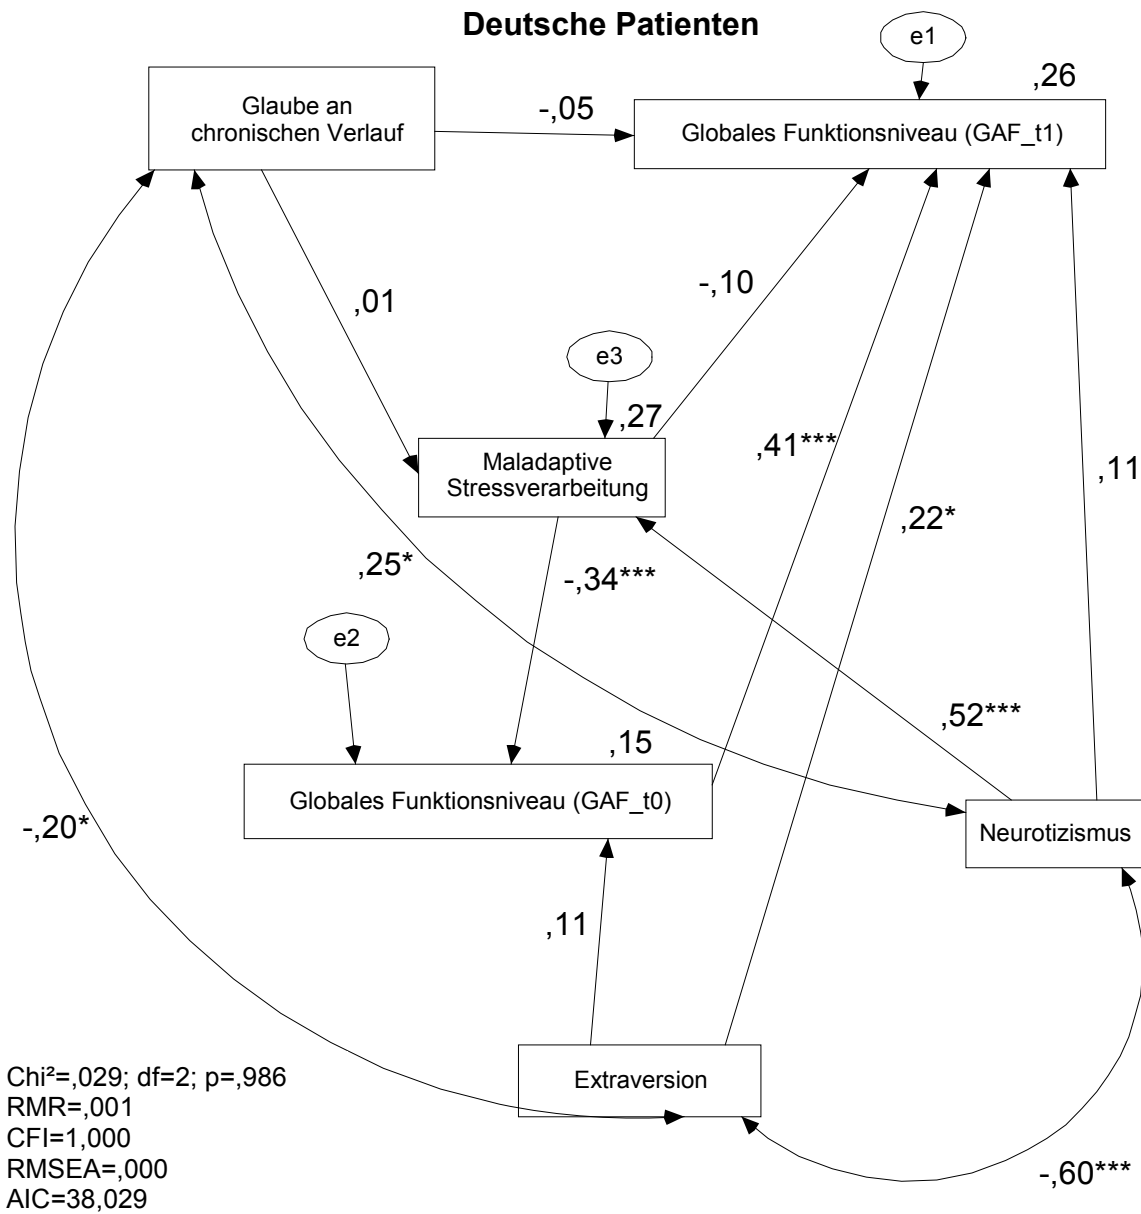 Deutsche Patienten
e1
,26
Glaube an
chronischen Verlauf
-,05
Globales Funktionsniveau (GAF_t1)
,01
-,10
e3
,27
Maladaptive
Stressverarbeitung
,41***
,11
,22*
,25*
-,34***
e2
,52***
,15
Globales Funktionsniveau (GAF_t0)
-,20*
Neurotizismus
,11
Extraversion
Chi²=,029; df=2; p=,986
RMR=,001
CFI=1,000
RMSEA=,000
AIC=38,029
-,60***